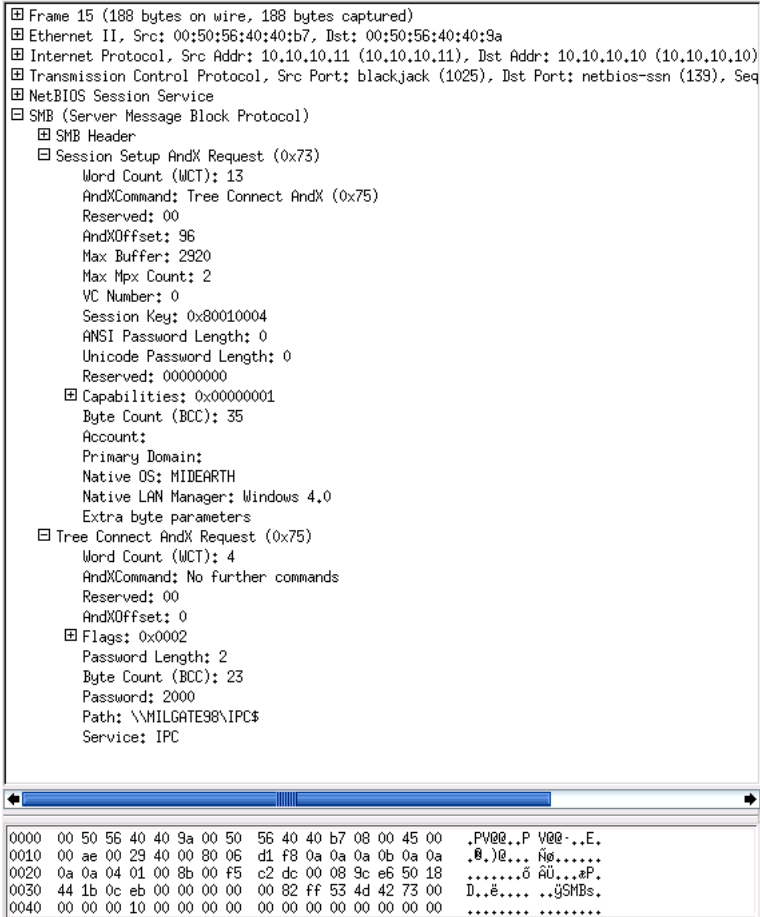 Frame 15 (188 bytes on wire, 188 bytes captured)
Ethernet II, Src: 00:50:56:40:40:b7, Dst: 00:50:56:40:40:9a
Internet Protocol, Src Addr: 10.10.10.11 (10.10.10.11), Dst Addr: 10.10.10.10 (10.10.10.10)
Transmission Control Protocol, Src Port: blackjack (1025), Dst Port: netbios-ssn (139), Seq
NetBIOS Session Service
SMB (Server Message Block Protocol)
SMB Header
Session Setup AndX Request (0x73)
Word Count (WCT): 13
AndXCommand: Tree Connect AndX (0x75)
Reserved: 00
AndXOffset: 96
Max Buffer: 2920
Max Mpx Count: 2
VC Number: 0
Session Key: 0x80010004
ANSI Password Length: 0
Unicode Password Length: 0
Reserved: 00000000
Capabilities: 0x00000001
Byte Count (BCC): 35
Account:
Primary Domain:
Native OS: MIDEARTH
Native LAN Manager: Windows 4.0
Extra byte parameters
Tree Connect AndX Request (0x75)
Word Count (WCT): 4
AndXCommand: No further commands
Reserved: 00
AndXOffset: 0
Flags: 0x0002
Password Length: 2
Byte Count (BCC): 23
Password: 2000
Path: \\MILGATE98\IPC$
Service: IPC
0000 00 50 56 40 40 9a 00 50 56 40 40 b7 08 00 45 00 .PV@@..P V@@·..E.
0010 00 ae 00 29 40 00 80 06 d1 f8 0a 0a 0a 0b 0a 0a .®.)@... Ñø......
0020 0a 0a 04 01 00 8b 00 f5 c2 dc 00 08 9c e6 50 18 .......õ ÂÜ...æP.
0030 44 1b 0c eb 00 00 00 00 00 82 ff 53 4d 42 73 00 D..ë.... ..ÿSMBs.
0040 00 00 00 10 00 00 00 00 00 00 00 00 00 00 00 00 ........ ........